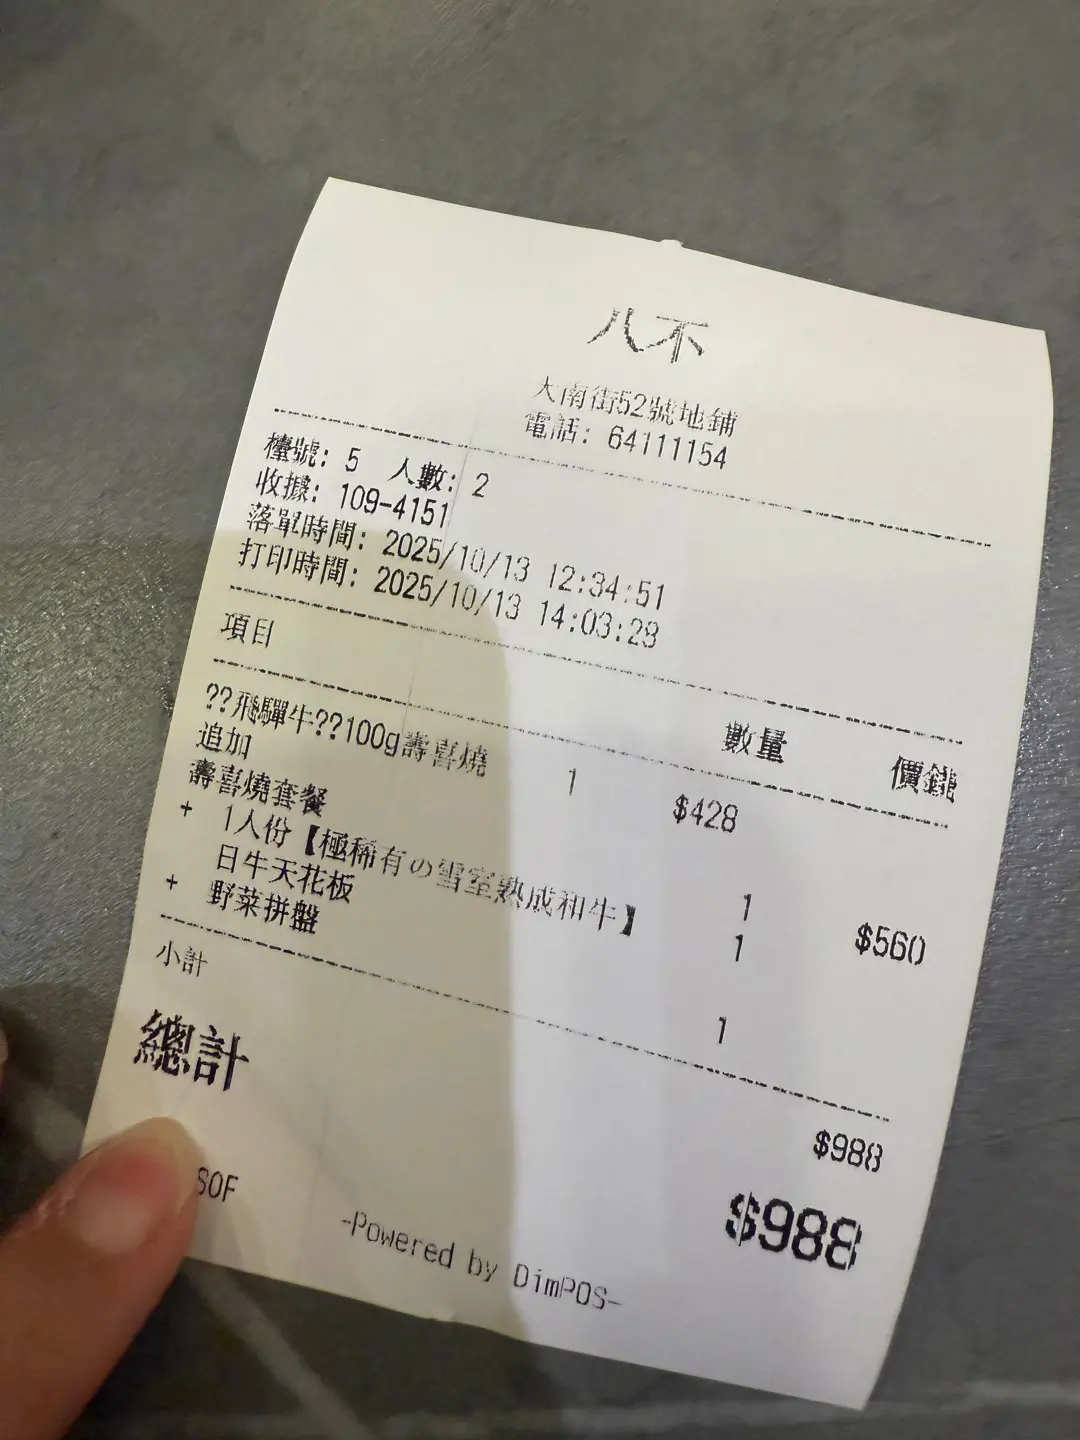 八不
大南街52號地鋪
電話: 64111154
檯號: 5 人數: 2
收據: 109-4151
落單時間: 2025/10/13 12:34:51
打印時間: 2025/10/13 14:03:28
項目 數量 價錢
??飛驒牛??100g壽喜燒 1 $428
追加
壽喜燒套餐 1 $560
+ 1人份【極稀有の雪室熟成和牛】 1
日牛天花板
+ 野菜拼盤 1
小計 $988
總計 $988
SOF
-Powered by DimPOS-